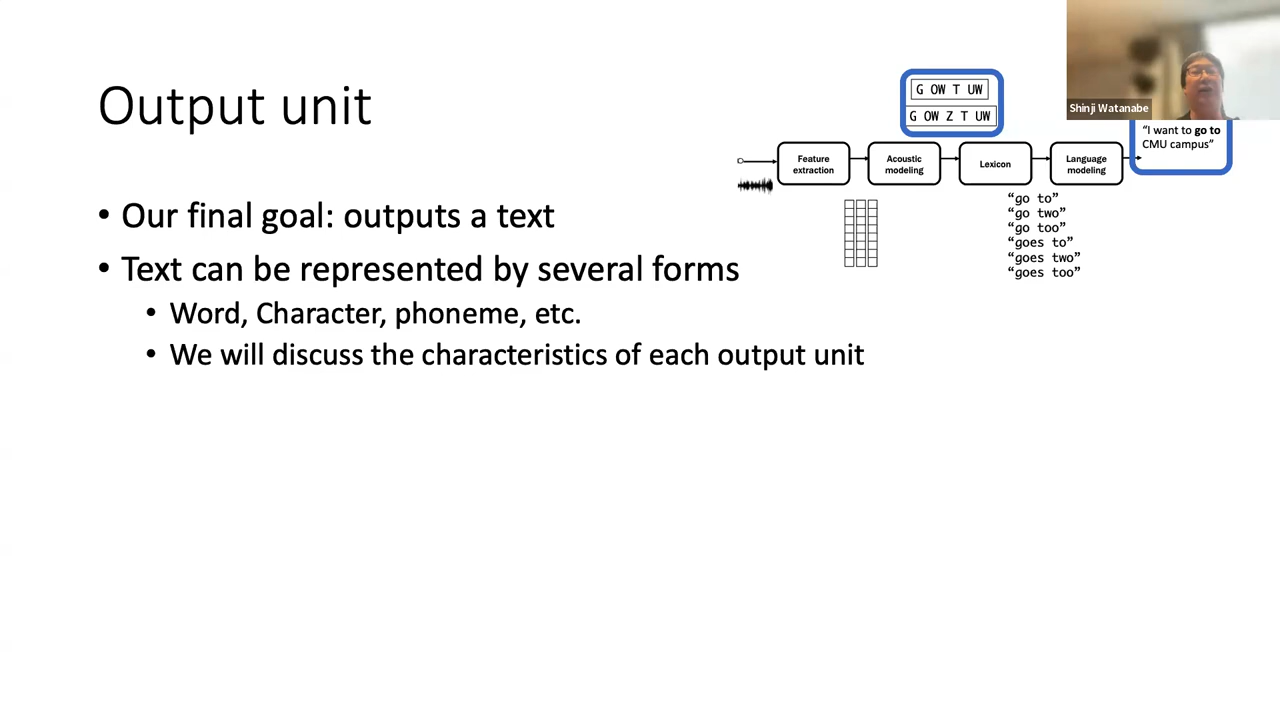 Output unit
• Our final goal: outputs a text
• Text can be represented by several forms
• Word, Character, phoneme, etc.
• We will discuss the characteristics of each output unit
G OW T UW
G OW Z T UW
Feature
extraction
Acoustic
modeling
Lexicon
Language
modeling
"go to"
"go two"
"go too"
"goes to"
"goes two"
"goes too"
"I want to go to
CMU campus"
Shinji Watanabe